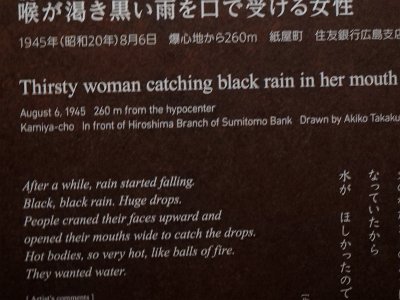 喉が渇き黒い雨を口で受ける女性
1945年（昭和20年）8月6日 爆心地から260m 紙屋町 住友銀行広島支店
Thirsty woman catching black rain in her mouth
August 6, 1945 260 m from the hypocenter
Kamiya-cho In front of Hiroshima Branch of Sumitomo Bank Drawn by Akiko Takaku
After a while, rain started falling.
Black, black rain. Huge drops.
People craned their faces upward and
opened their mouths wide to catch the drops.
Hot bodies, so very hot, like balls of fire.
They wanted water.
[ Artist's comments ]
なっていたから
水が ほしかったので